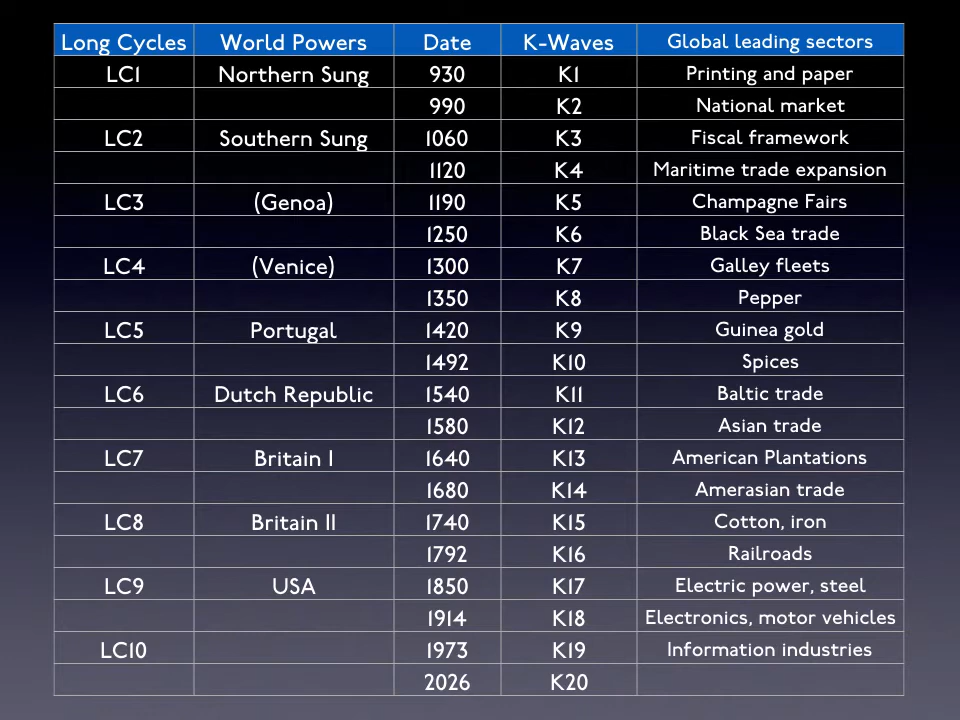 Long Cycles World Powers Date K-Waves Global leading sectors
LC1 Northern Sung 930 K1 Printing and paper
990 K2 National market
LC2 Southern Sung 1060 K3 Fiscal framework
1120 K4 Maritime trade expansion
LC3 (Genoa) 1190 K5 Champagne Fairs
1250 K6 Black Sea trade
LC4 (Venice) 1300 K7 Galley fleets
1350 K8 Pepper
LC5 Portugal 1420 K9 Guinea gold
1492 K10 Spices
LC6 Dutch Republic 1540 K11 Baltic trade
1580 K12 Asian trade
LC7 Britain I 1640 K13 American Plantations
1680 K14 Amerasian trade
LC8 Britain II 1740 K15 Cotton, iron
1792 K16 Railroads
LC9 USA 1850 K17 Electric power, steel
1914 K18 Electronics, motor vehicles
LC10 1973 K19 Information industries
2026 K20